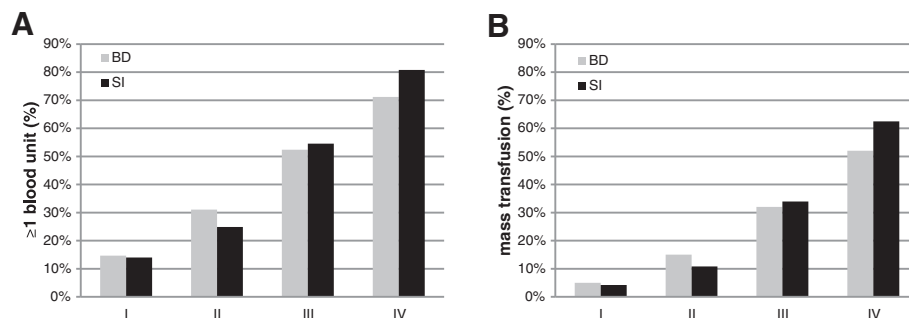 A
≥1 blood unit (%)
90%
80%
70%
60%
50%
40%
30%
20%
10%
0%
BD
SI
I II III IV
B
mass transfusion (%)
90%
80%
70%
60%
50%
40%
30%
20%
10%
0%
BD
SI
I II III IV